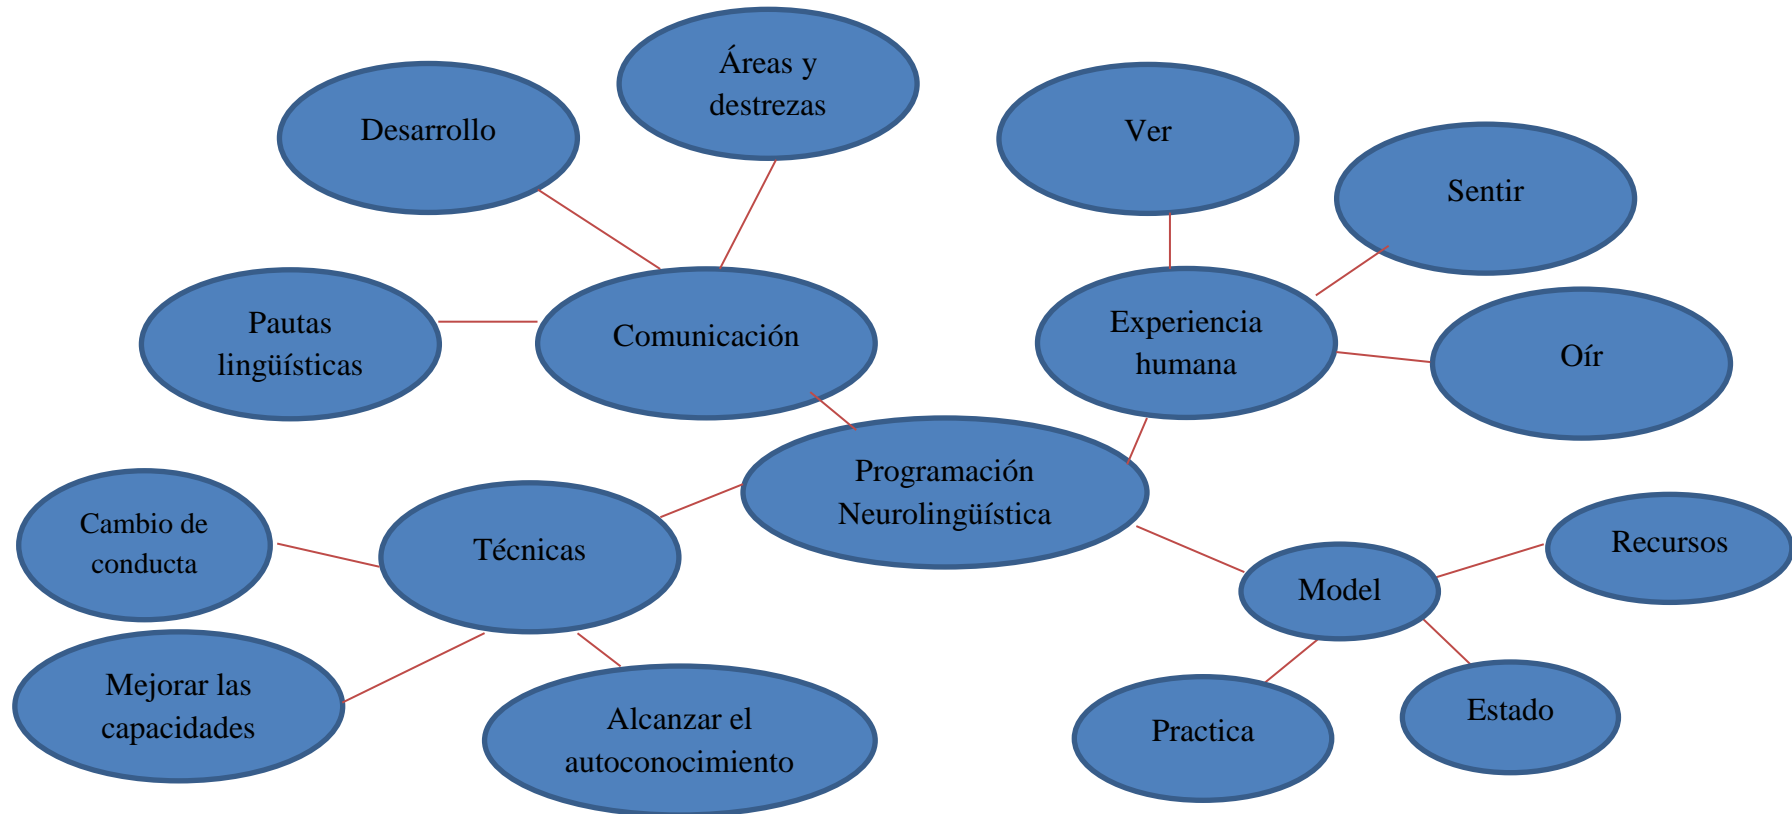 Áreas y
destrezas
Desarrollo
Ver
Sentir
Pautas
lingüísticas
Comunicación
Experiencia
humana
Oír
Programación
Neurolingüística
Cambio de
conducta
Técnicas
Recursos
Model
Mejorar las
capacidades
Alcanzar el
autoconocimiento
Practica
Estado